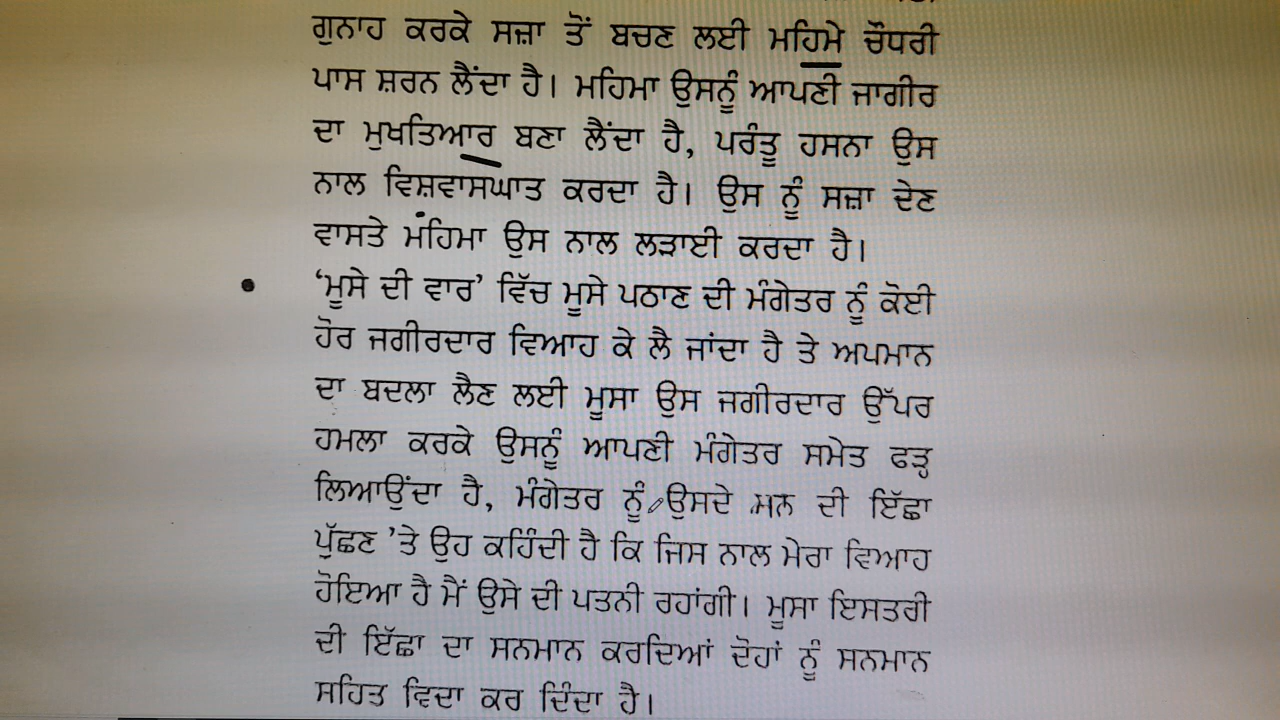 ਗੁਨਾਹ ਕਰਕੇ ਸਜ਼ਾ ਤੋਂ ਬਚਣ ਲਈ ਮਹਿਮੇ ਚੌਧਰੀ
ਪਾਸ ਸ਼ਰਨ ਲੈਂਦਾ ਹੈ। ਮਹਿਮਾ ਉਸਨੂੰ ਆਪਣੀ ਜਾਗੀਰ
ਦਾ ਮੁਖਤਿਆਰ ਬਣਾ ਲੈਂਦਾ ਹੈ, ਪਰੰਤੂ ਹਸਨਾ ਉਸ
ਨਾਲ ਵਿਸ਼ਵਾਸਘਾਤ ਕਰਦਾ ਹੈ। ਉਸ ਨੂੰ ਸਜ਼ਾ ਦੇਣ
ਵਾਸਤੇ ਮਹਿਮਾ ਉਸ ਨਾਲ ਲੜਾਈ ਕਰਦਾ ਹੈ।
• ‘ਮੂਸੇ ਦੀ ਵਾਰ’ ਵਿੱਚ ਮੂਸੇ ਪਠਾਣ ਦੀ ਮੰਗੇਤਰ ਨੂੰ ਕੋਈ
ਹੋਰ ਜਗੀਰਦਾਰ ਵਿਆਹ ਕੇ ਲੈ ਜਾਂਦਾ ਹੈ ਤੇ ਅਪਮਾਨ
ਦਾ ਬਦਲਾ ਲੈਣ ਲਈ ਮੂਸਾ ਉਸ ਜਗੀਰਦਾਰ ਉੱਪਰ
ਹਮਲਾ ਕਰਕੇ ਉਸਨੂੰ ਆਪਣੀ ਮੰਗੇਤਰ ਸਮੇਤ ਫੜ੍ਹ
ਲਿਆਉਂਦਾ ਹੈ, ਮੰਗੇਤਰ ਨੂੰ ਉਸਦੇ ਮਨ ਦੀ ਇੱਛਾ
ਪੁੱਛਣ ’ਤੇ ਉਹ ਕਹਿੰਦੀ ਹੈ ਕਿ ਜਿਸ ਨਾਲ ਮੇਰਾ ਵਿਆਹ
ਹੋਇਆ ਹੈ ਮੈਂ ਉਸੇ ਦੀ ਪਤਨੀ ਰਹਾਂਗੀ। ਮੂਸਾ ਇਸਤਰੀ
ਦੀ ਇੱਛਾ ਦਾ ਸਨਮਾਨ ਕਰਦਿਆਂ ਦੋਹਾਂ ਨੂੰ ਸਨਮਾਨ
ਸਹਿਤ ਵਿਦਾ ਕਰ ਦਿੰਦਾ ਹੈ।